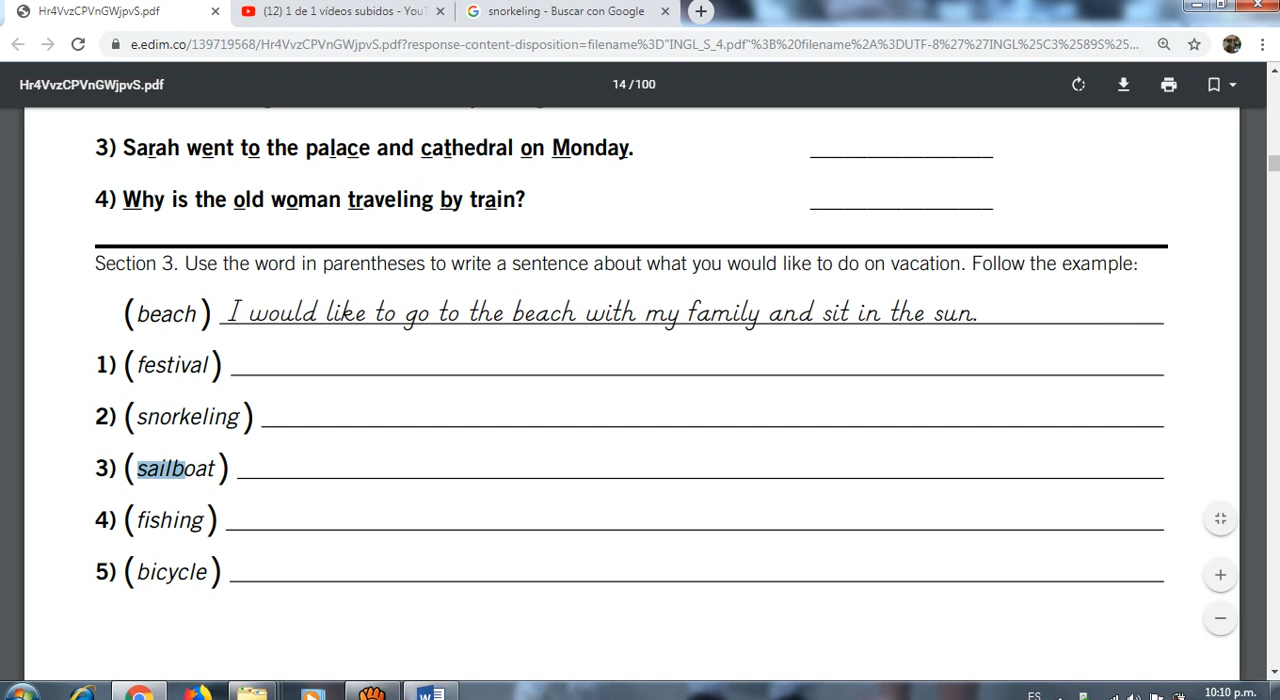 Hr4VvzCPVnGWjpvS.pdf
(12) 1 de 1 vídeos subidos - YouT
snorkeling - Buscar con Google
e.edim.co/139719568/Hr4VvzCPVnGWjpvS.pdf?response-content-disposition=filename%3D"INGL_S_4.pdf"%3B%20filename%2A%3DUTF-8%27%27INGL%25C3%2589S%25...
Hr4VvzCPVnGWjpvS.pdf
14 / 100
3) Sarah went to the palace and cathedral on Monday.
4) Why is the old woman traveling by train?
Section 3. Use the word in parentheses to write a sentence about what you would like to do on vacation. Follow the example:
(beach) I would like to go to the beach with my family and sit in the sun.
1) (festival)
2) (snorkeling)
3) (sailboat)
4) (fishing)
5) (bicycle)
ES
10:10 p.m.